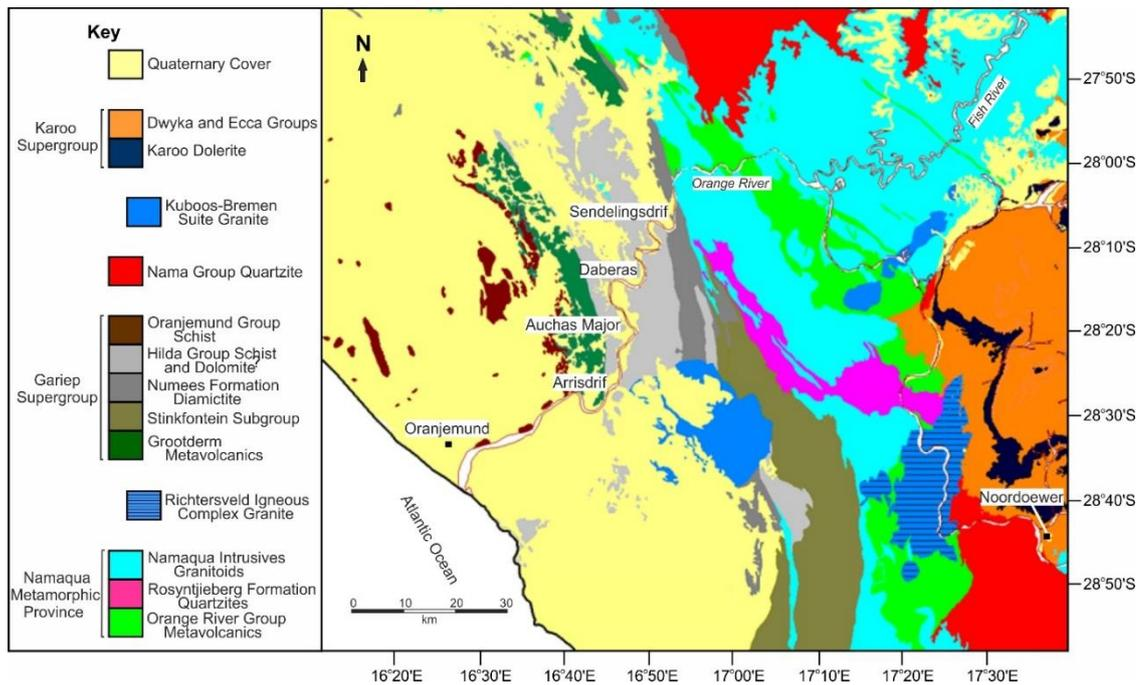 Key
Quaternary Cover
Karoo
Supergroup
Dwyka and Ecca Groups
Karoo Dolerite
Kuboos-Bremen
Suite Granite
Nama Group Quartzite
Gariep
Supergroup
Oranjemund Group
Schist
Hilda Group Schist
and Dolomite
Numees Formation
Diamictite
Stinkfontein Subgroup
Grootderm
Metavolcanics
Richtersveld Igneous
Complex Granite
Namaqua
Metamorphic
Province
Namaqua Intrusives
Granitoids
Rosyntjieberg Formation
Quartzites
Orange River Group
Metavolcanics
N
Fish River
Orange River
Sendelingsdrif
Daberas
Auchas Major
Arrisdrif
Oranjemund
Noordoewer
Atlantic Ocean
0 10 20 30
km
27°50'S
28°00'S
28°10'S
28°20'S
28°30'S
28°40'S
28°50'S
16°20'E 16°30'E 16°40'E 16°50'E 17°00'E 17°10'E 17°20'E 17°30'E